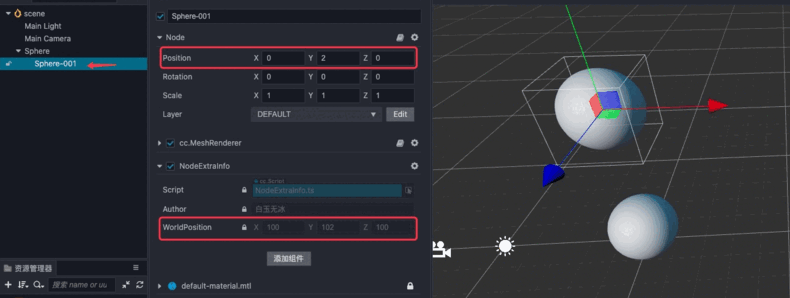 scene
Main Light
Main Camera
Sphere
Sphere-001
资源管理器
搜索 name or uu
Sphere-001
Node
Position X 0 Y 2 Z 0
Rotation X 0 Y 0 Z 0
Scale X 1 Y 1 Z 1
Layer DEFAULT Edit
cc.MeshRenderer
NodeExtraInfo
cc.Script
Script NodeExtraInfo.ts
Author 白玉无冰
WorldPosition X 100 Y 102 Z 100
添加组件
default-material.mtl